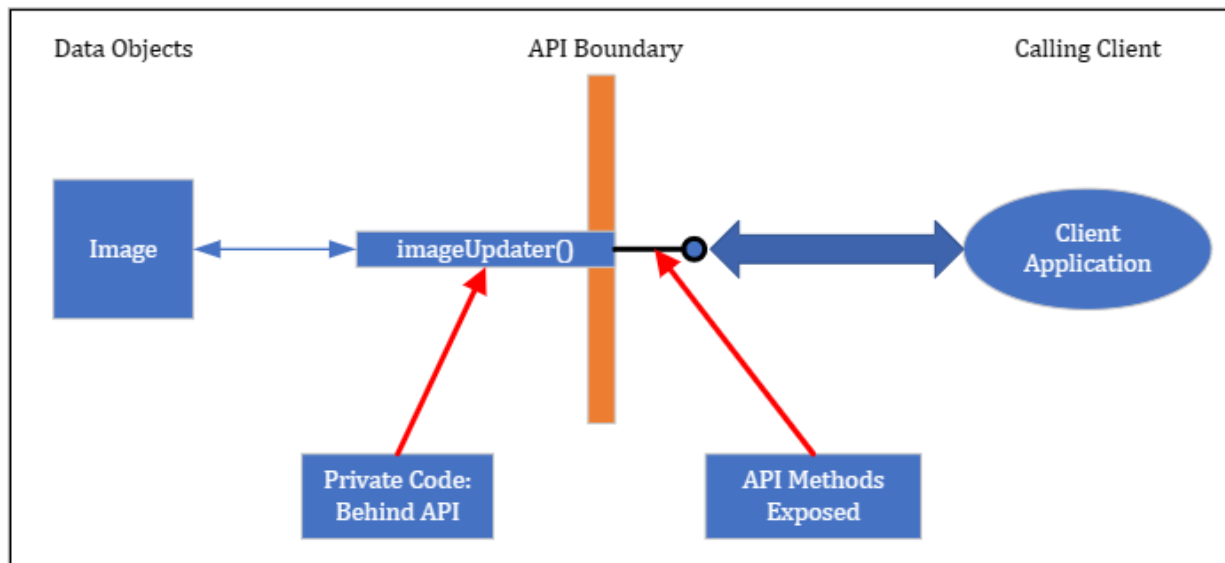 Data Objects
API Boundary
Calling Client
Image
imageUpdater()
Client
Application
Private Code:
Behind API
API Methods
Exposed